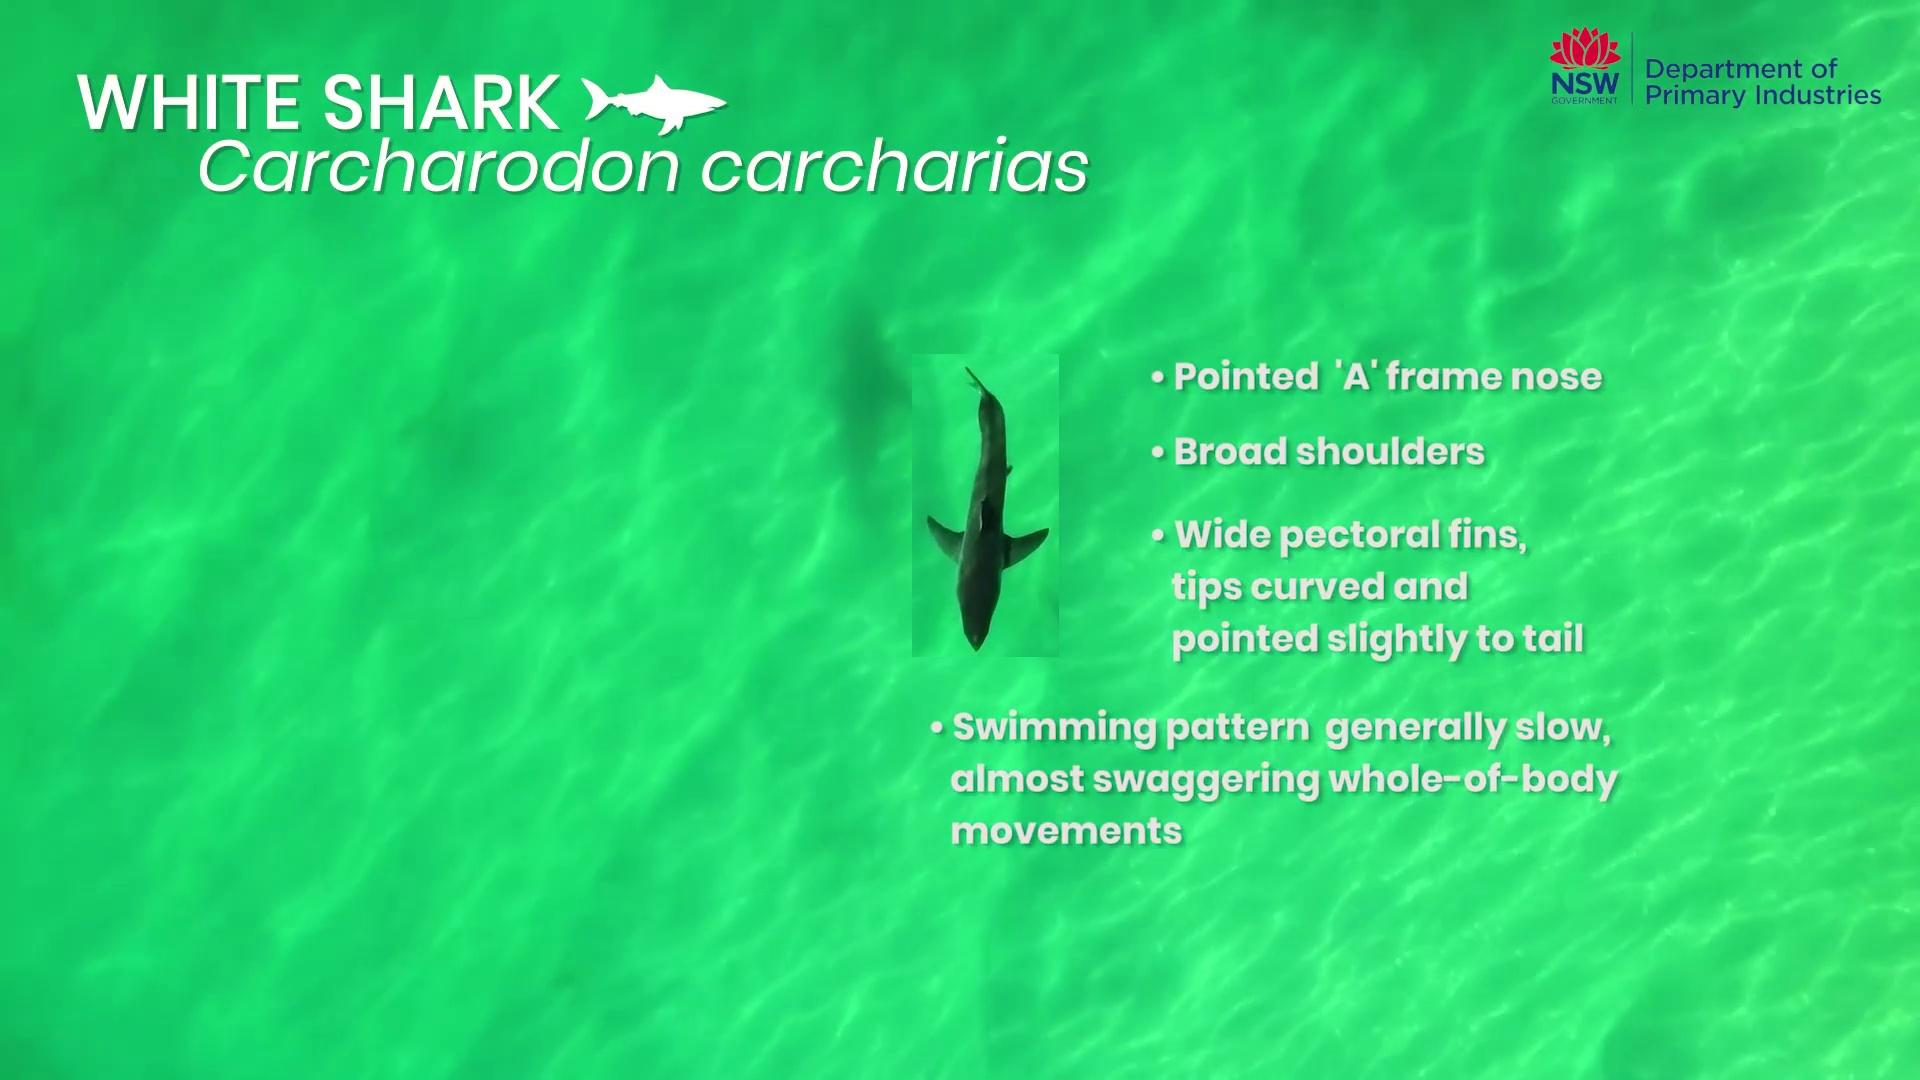 WHITE SHARK
Carcharodon carcharias
NSW
GOVERNMENT
Department of
Primary Industries
• Pointed 'A' frame nose
• Broad shoulders
• Wide pectoral fins,
tips curved and
pointed slightly to tail
• Swimming pattern generally slow,
almost swaggering whole-of-body
movements